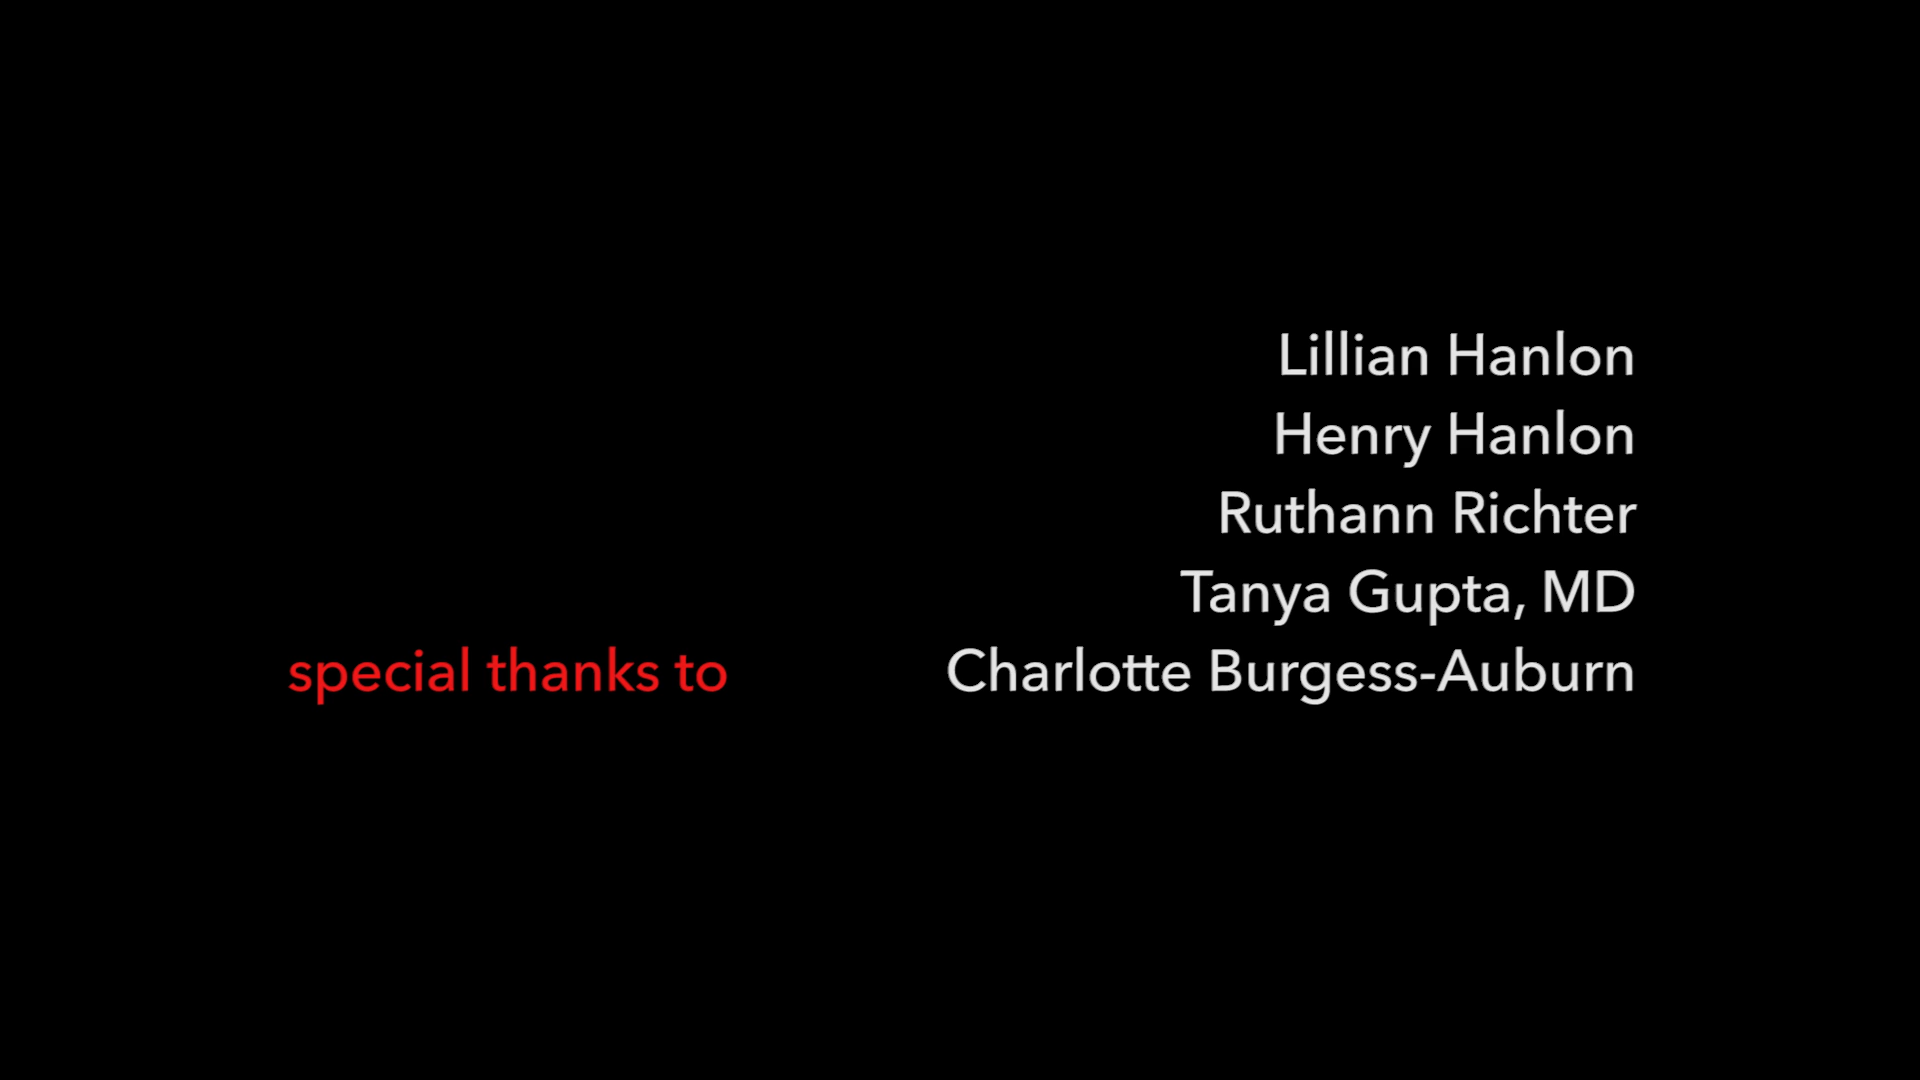 Lillian Hanlon
Henry Hanlon
Ruthann Richter
Tanya Gupta, MD
special thanks to Charlotte Burgess-Auburn